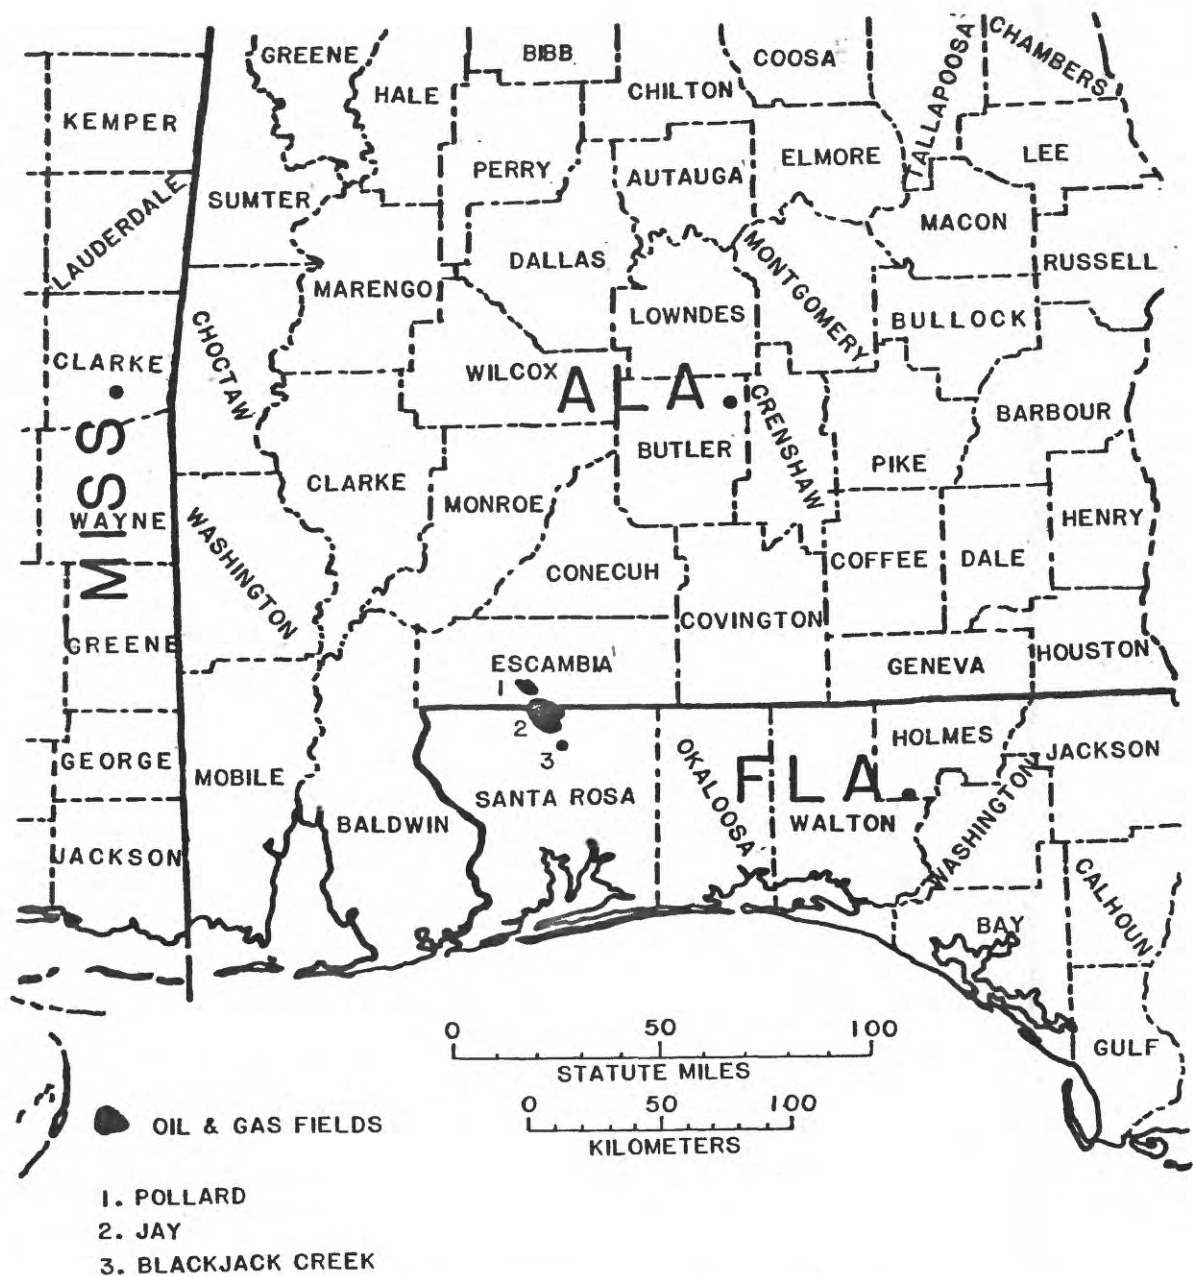 GREENE
BIBB
COOSA
TALLAPOOSA
CHAMBERS
HALE
CHILTON
KEMPER
PERRY
AUTAUGA
ELMORE
LEE
LAUDERDALE
SUMTER
MACON
DALLAS
MONTGOMERY
RUSSELL
MARENGO
LOWNDES
BULLOCK
CLARKE
CHOCTAW
WILCOX
ALA.
CRENSHAW
BARBOUR
MISS.
BUTLER
PIKE
CLARKE
MONROE
WAYNE
WASHINGTON
HENRY
CONECUH
COFFEE
DALE
GREENE
COVINGTON
ESCAMBIA
GENEVA
HOUSTON
1
2
3
HOLMES
JACKSON
GEORGE
MOBILE
OKALOOSA
FLA.
WASHINGTON
SANTA ROSA
BALDWIN
WALTON
JACKSON
CALHOUN
BAY
GULF
0 50 100
STATUTE MILES
0 50 100
KILOMETERS
OIL & GAS FIELDS
1. POLLARD
2. JAY
3. BLACKJACK CREEK